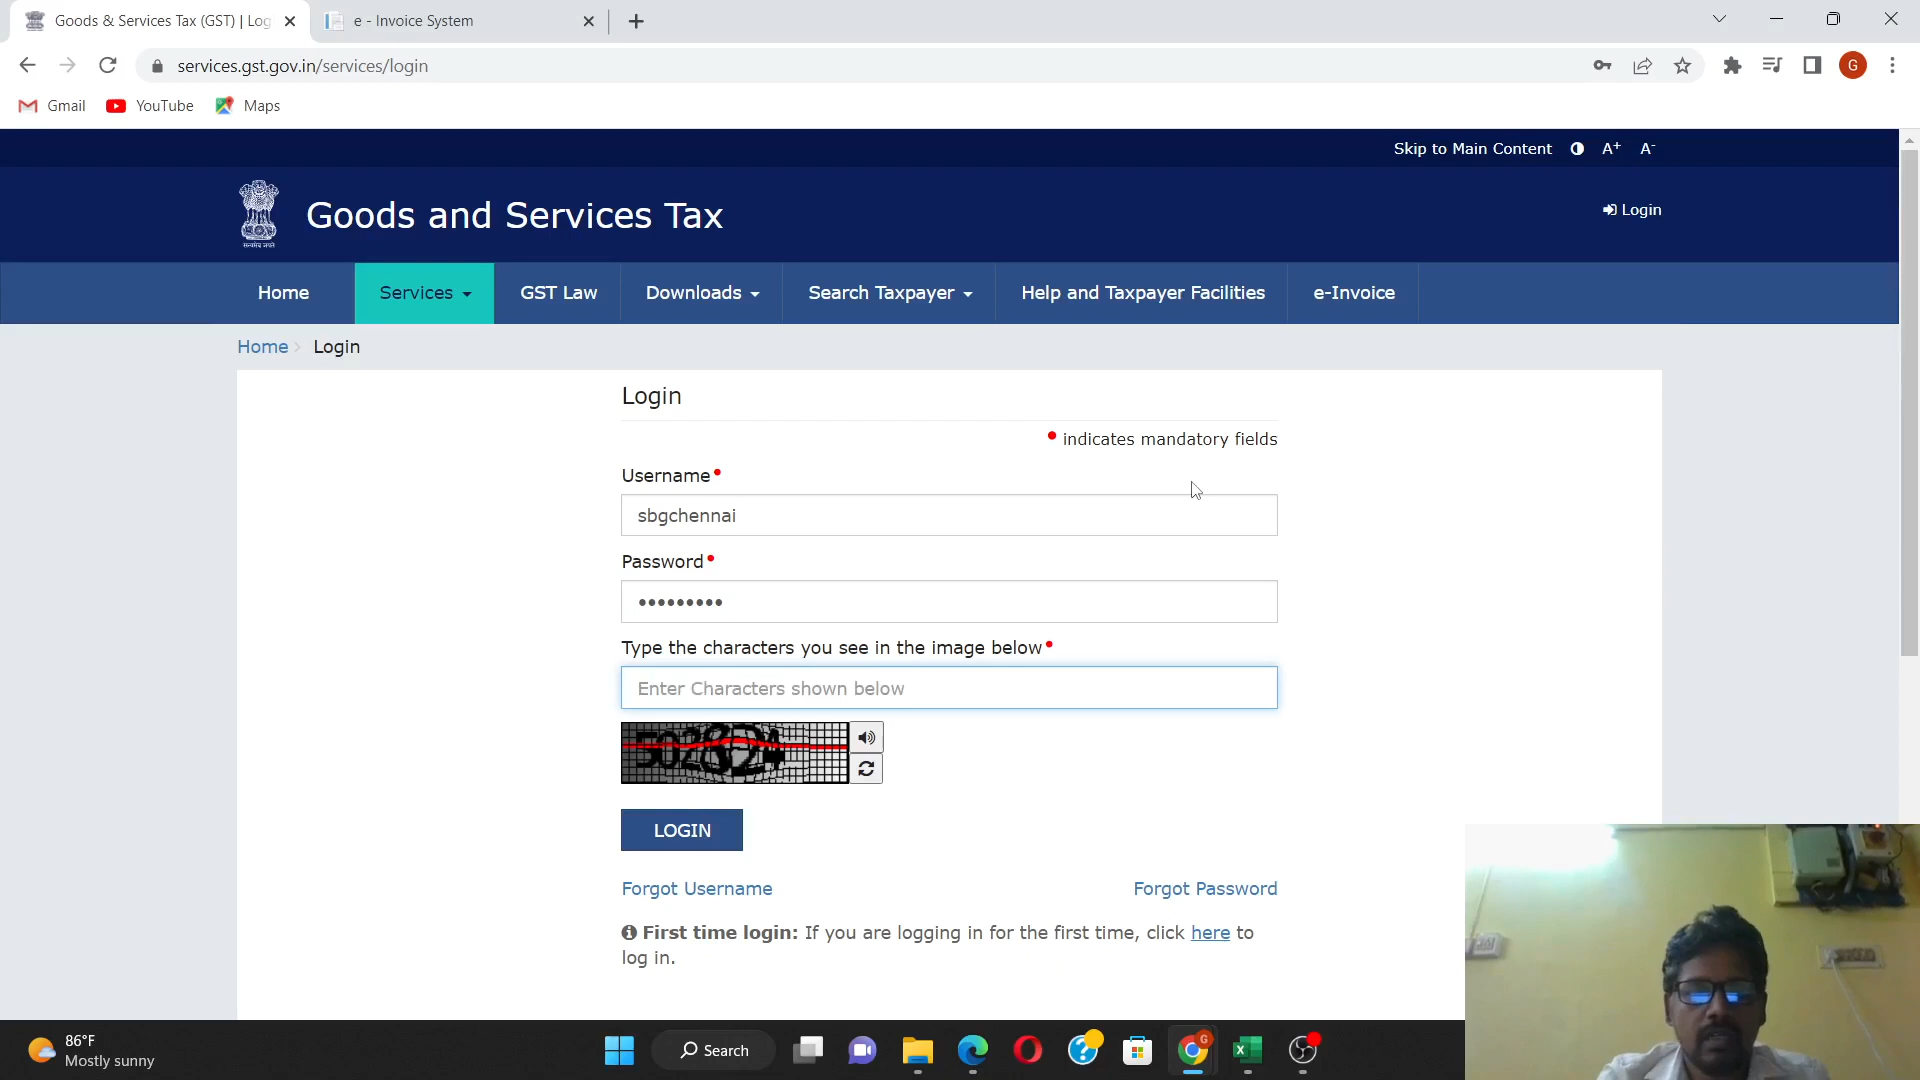 Goods & Services Tax (GST) | Log
e - Invoice System
services.gst.gov.in/services/login
G
Gmail
YouTube
Maps
Skip to Main Content
A+
A-
सत्यमेव जयते
Goods and Services Tax
Login
Home
Services
GST Law
Downloads
Search Taxpayer
Help and Taxpayer Facilities
e-Invoice
Home
Login
Login
indicates mandatory fields
Username
sbgchennai
Password
•••••••••
Type the characters you see in the image below
Enter Characters shown below
502824
LOGIN
Forgot Username
Forgot Password
First time login: If you are logging in for the first time, click here to
log in.
86°F
Mostly sunny
Search
G